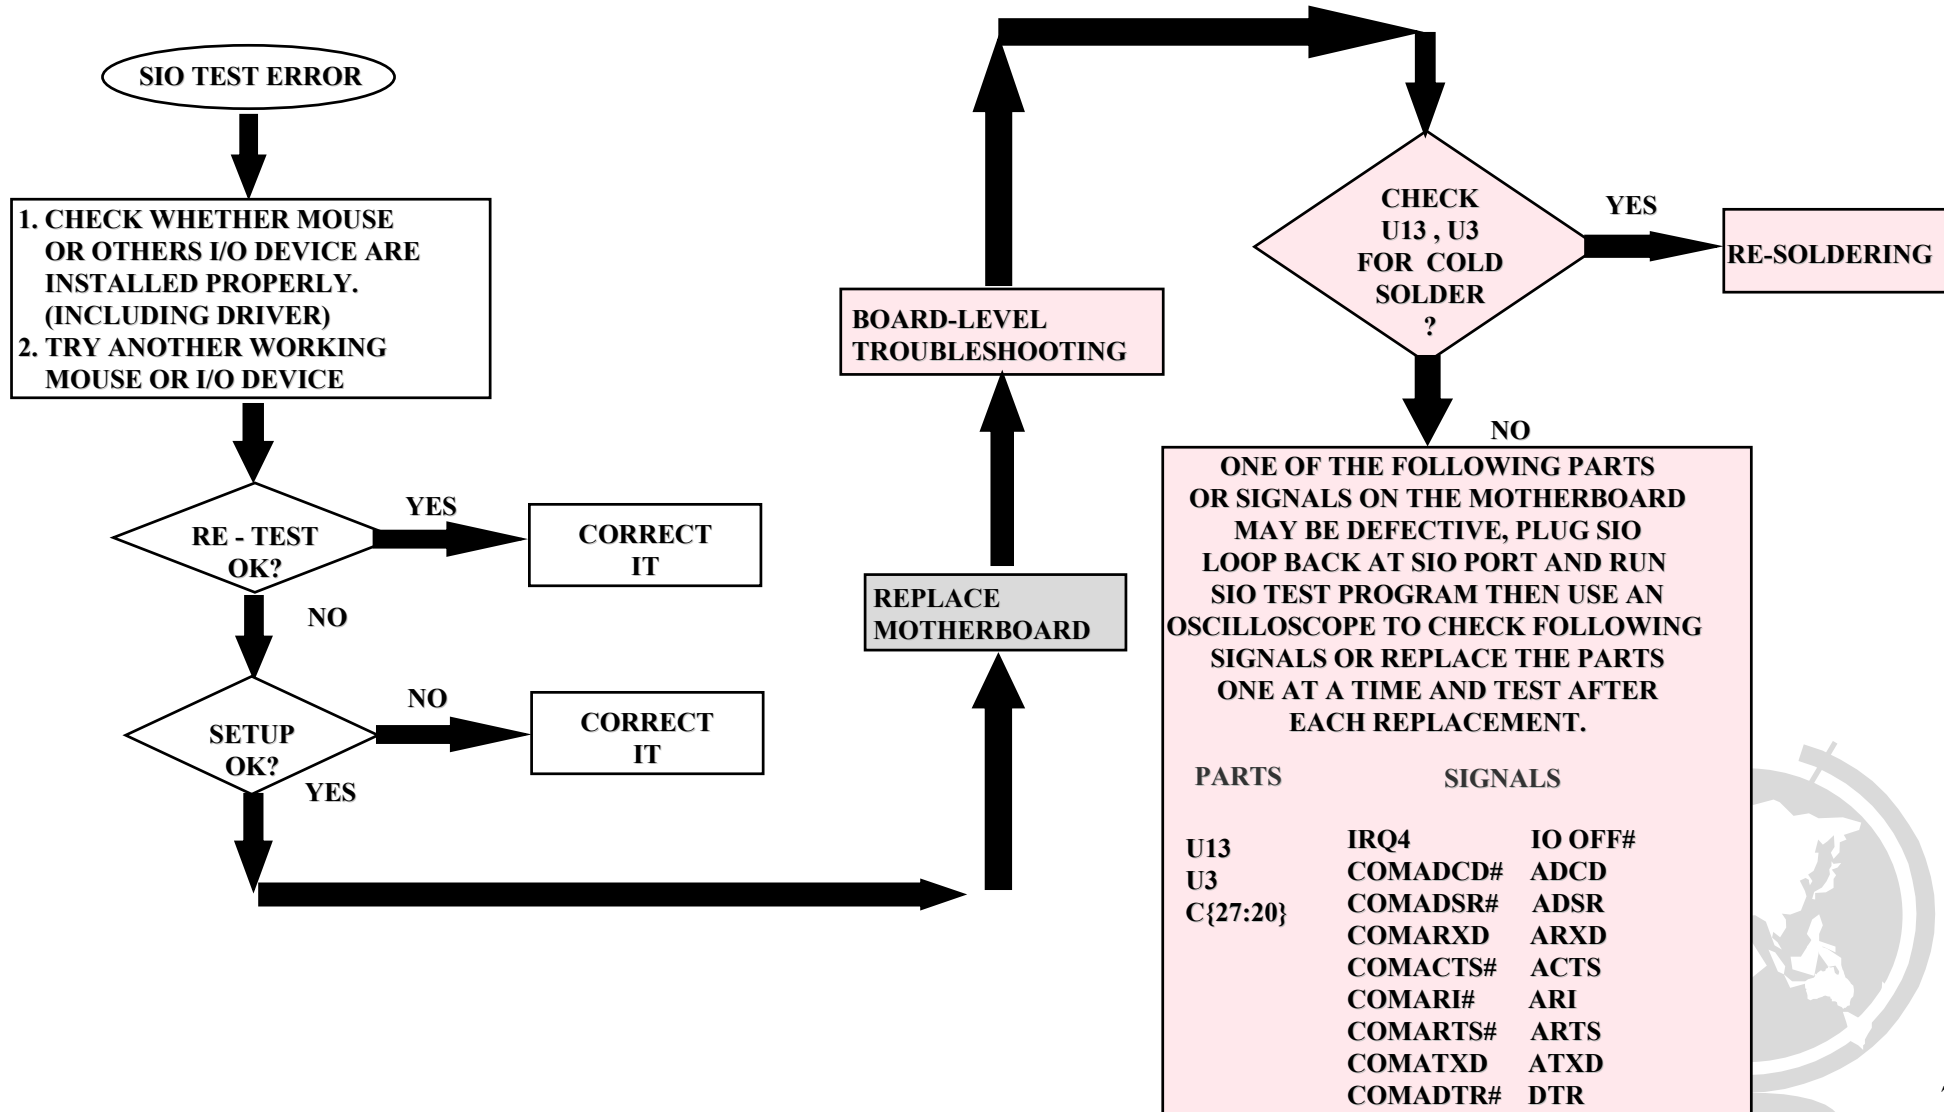 SIO TEST ERROR
1. CHECK WHETHER MOUSE
OR OTHERS I/O DEVICE ARE
INSTALLED PROPERLY.
(INCLUDING DRIVER)
2. TRY ANOTHER WORKING
MOUSE OR I/O DEVICE
RE - TEST
OK?
YES
CORRECT
IT
NO
SETUP
OK?
NO
CORRECT
IT
YES
REPLACE
MOTHERBOARD
BOARD-LEVEL
TROUBLESHOOTING
CHECK
U13 , U3
FOR COLD
SOLDER
?
YES
RE-SOLDERING
NO
ONE OF THE FOLLOWING PARTS
OR SIGNALS ON THE MOTHERBOARD
MAY BE DEFECTIVE, PLUG SIO
LOOP BACK AT SIO PORT AND RUN
SIO TEST PROGRAM THEN USE AN
OSCILLOSCOPE TO CHECK FOLLOWING
SIGNALS OR REPLACE THE PARTS
ONE AT A TIME AND TEST AFTER
EACH REPLACEMENT.
PARTS
U13
U3
C{27:20}
SIGNALS
IRQ4 IO OFF#
COMADCD# ADCD
COMADSR# ADSR
COMARXD ARXD
COMACTS# ACTS
COMARI# ARI
COMARTS# ARTS
COMATXD ATXD
COMADTR# DTR